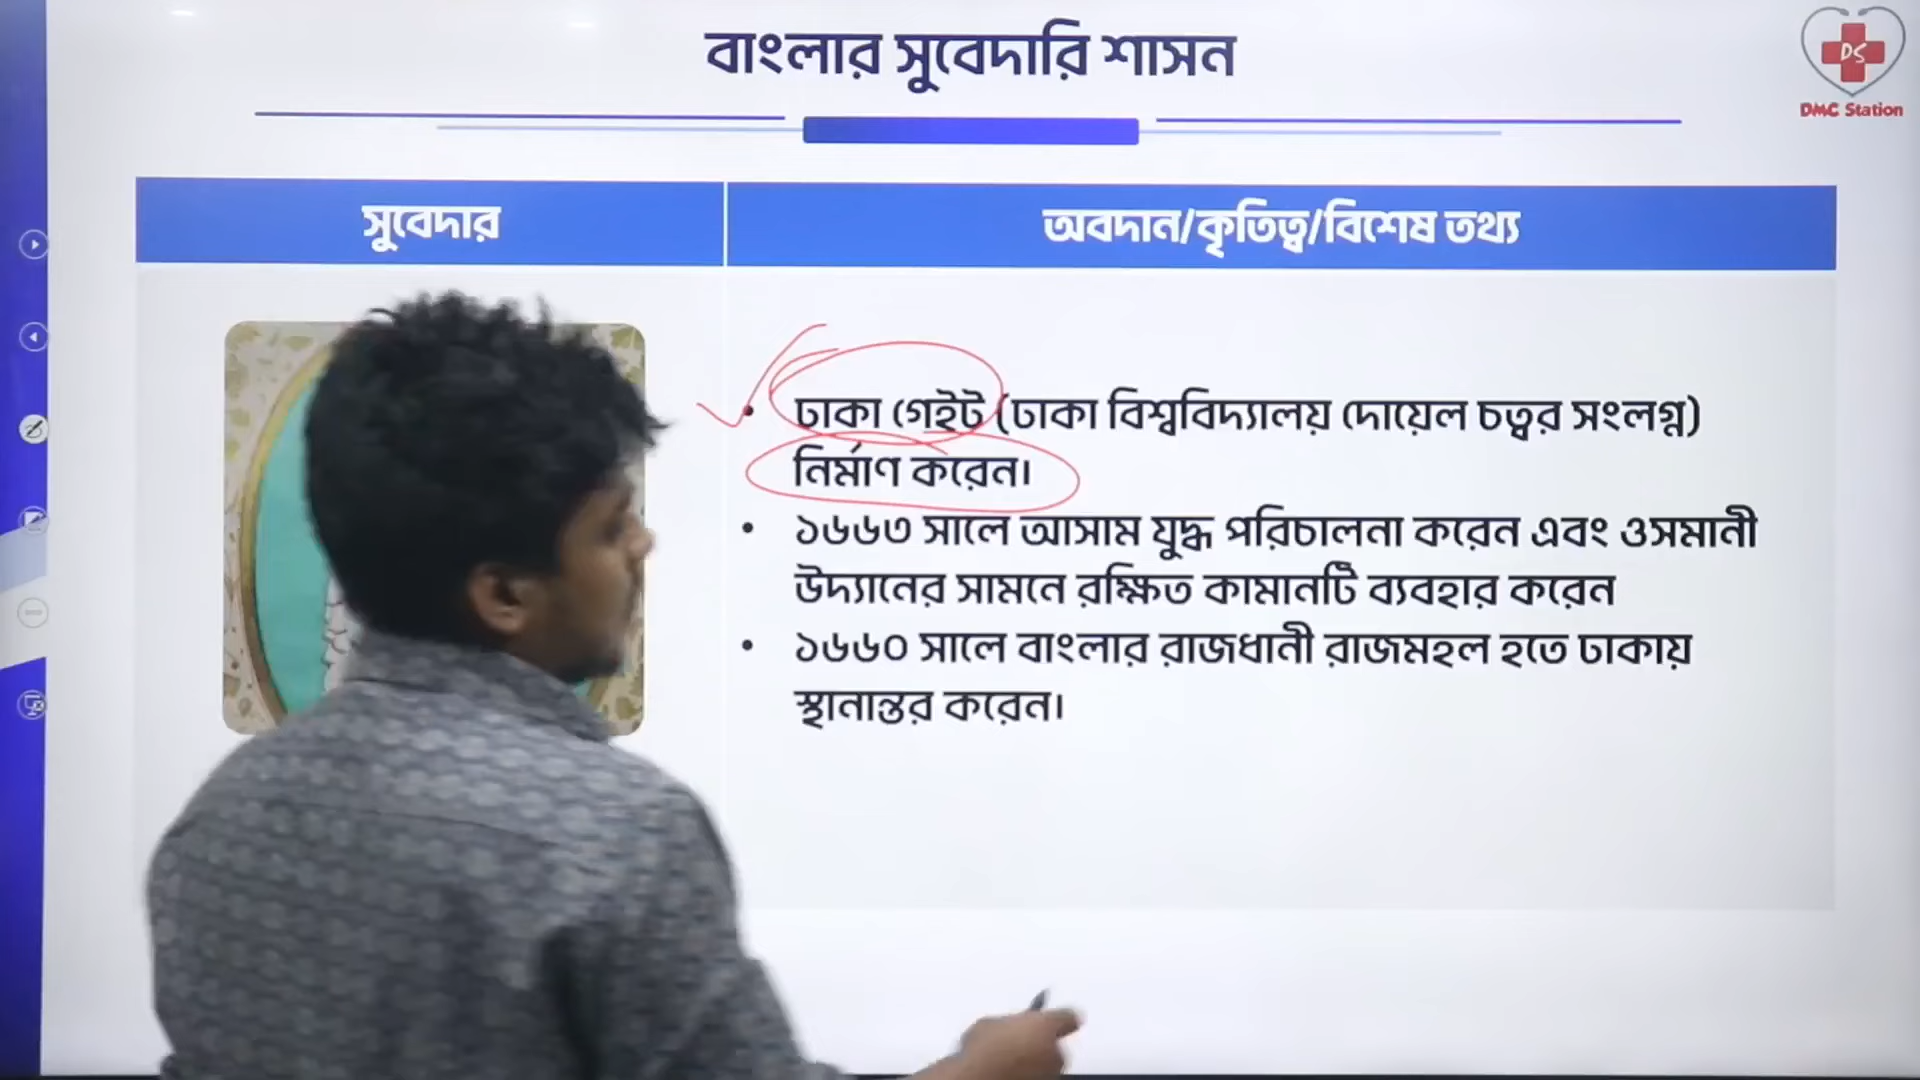 বাংলার সুবেদারি শাসন
DS
DMC Station
সুবেদার
অবদান/কৃতিত্ব/বিশেষ তথ্য
• ঢাকা গেইট (ঢাকা বিশ্ববিদ্যালয় দোয়েল চত্বর সংলগ্ন)
নির্মাণ করেন।
• ১৬৬৩ সালে আসাম যুদ্ধ পরিচালনা করেন এবং ওসমানী
উদ্যানের সামনে রক্ষিত কামানটি ব্যবহার করেন
• ১৬৬০ সালে বাংলার রাজধানী রাজমহল হতে ঢাকায়
স্থানান্তর করেন।